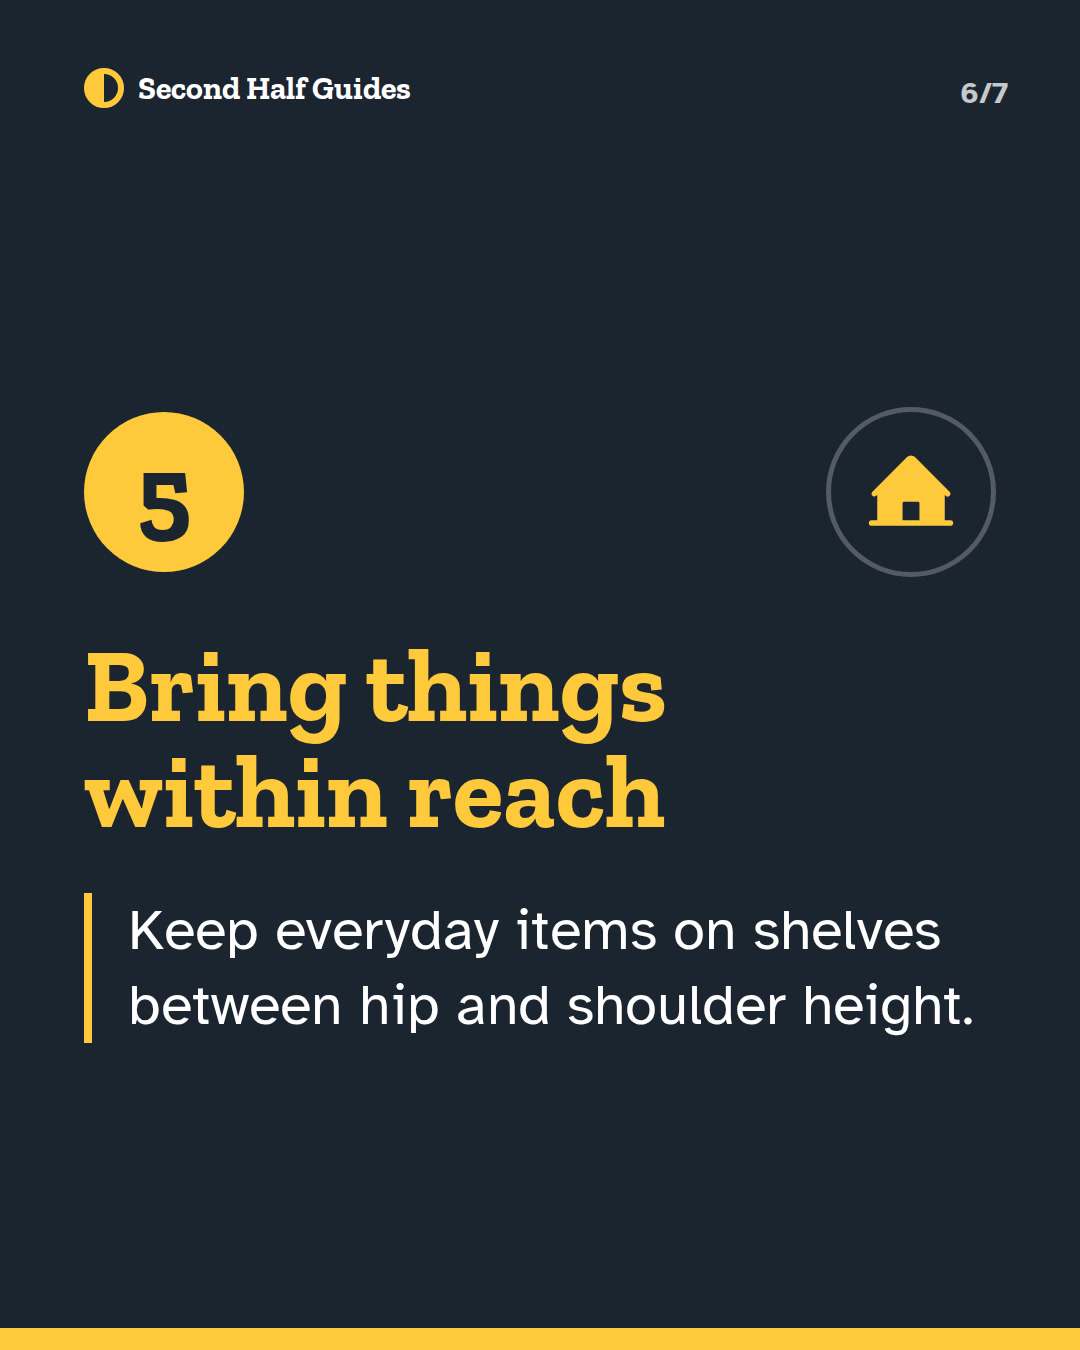 Second Half Guides
6/7
5
Bring things
within reach
Keep everyday items on shelves
between hip and shoulder height.